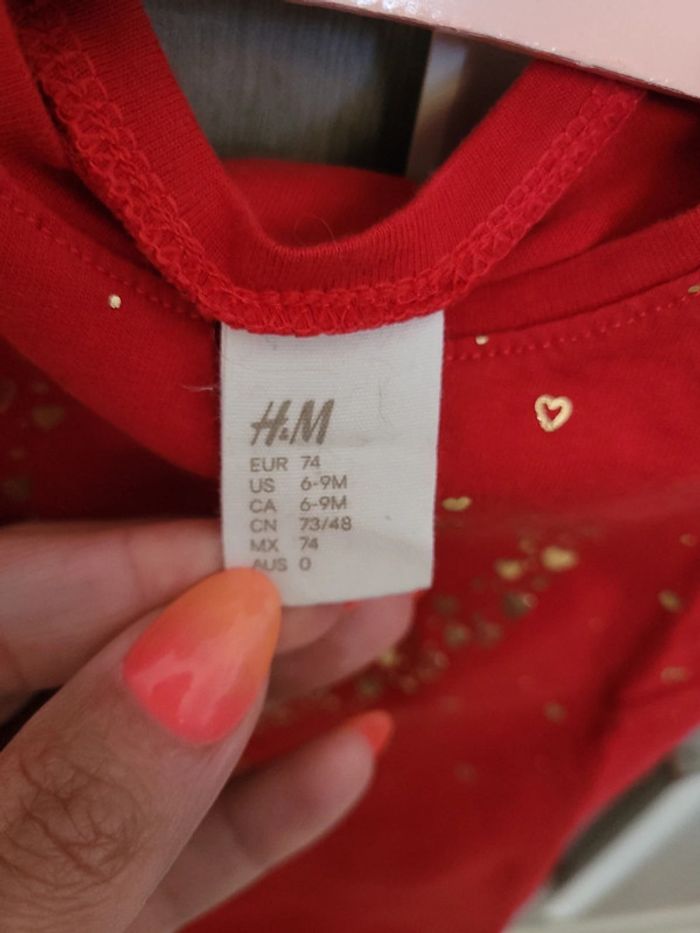 H&M
EUR 74
US 6-9M
CA 6-9M
CN 73/48
MX 74
AUS 0